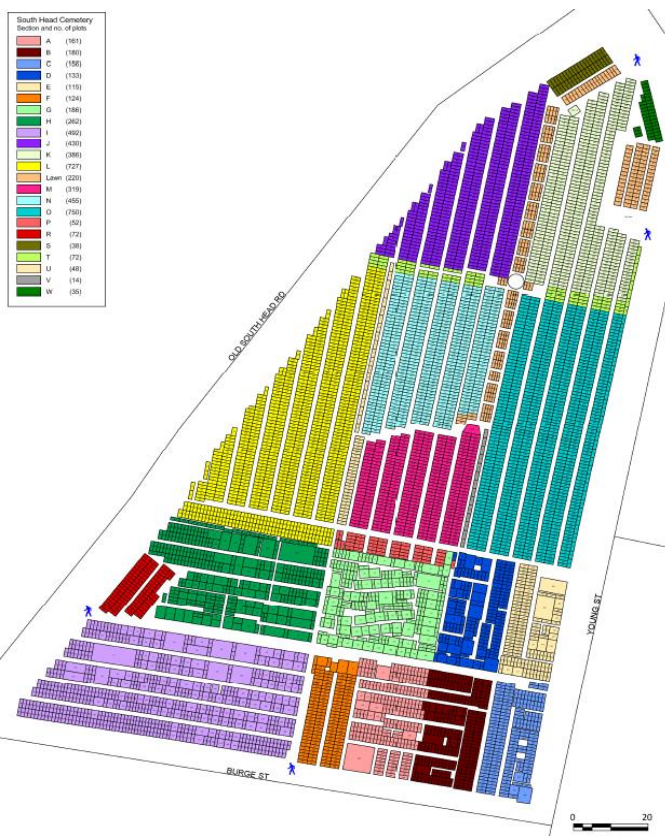 South Head Cemetery
Section and no. of plots
A (161)
B (180)
C (156)
D (133)
E (115)
F (124)
G (186)
H (262)
I (492)
J (430)
K (386)
L (727)
Lawn (220)
M (319)
N (455)
O (750)
P (52)
R (72)
S (38)
T (72)
U (48)
V (14)
W (35)
OLD SOUTH HEAD RD
YOUNG ST
BURGE ST
0 20